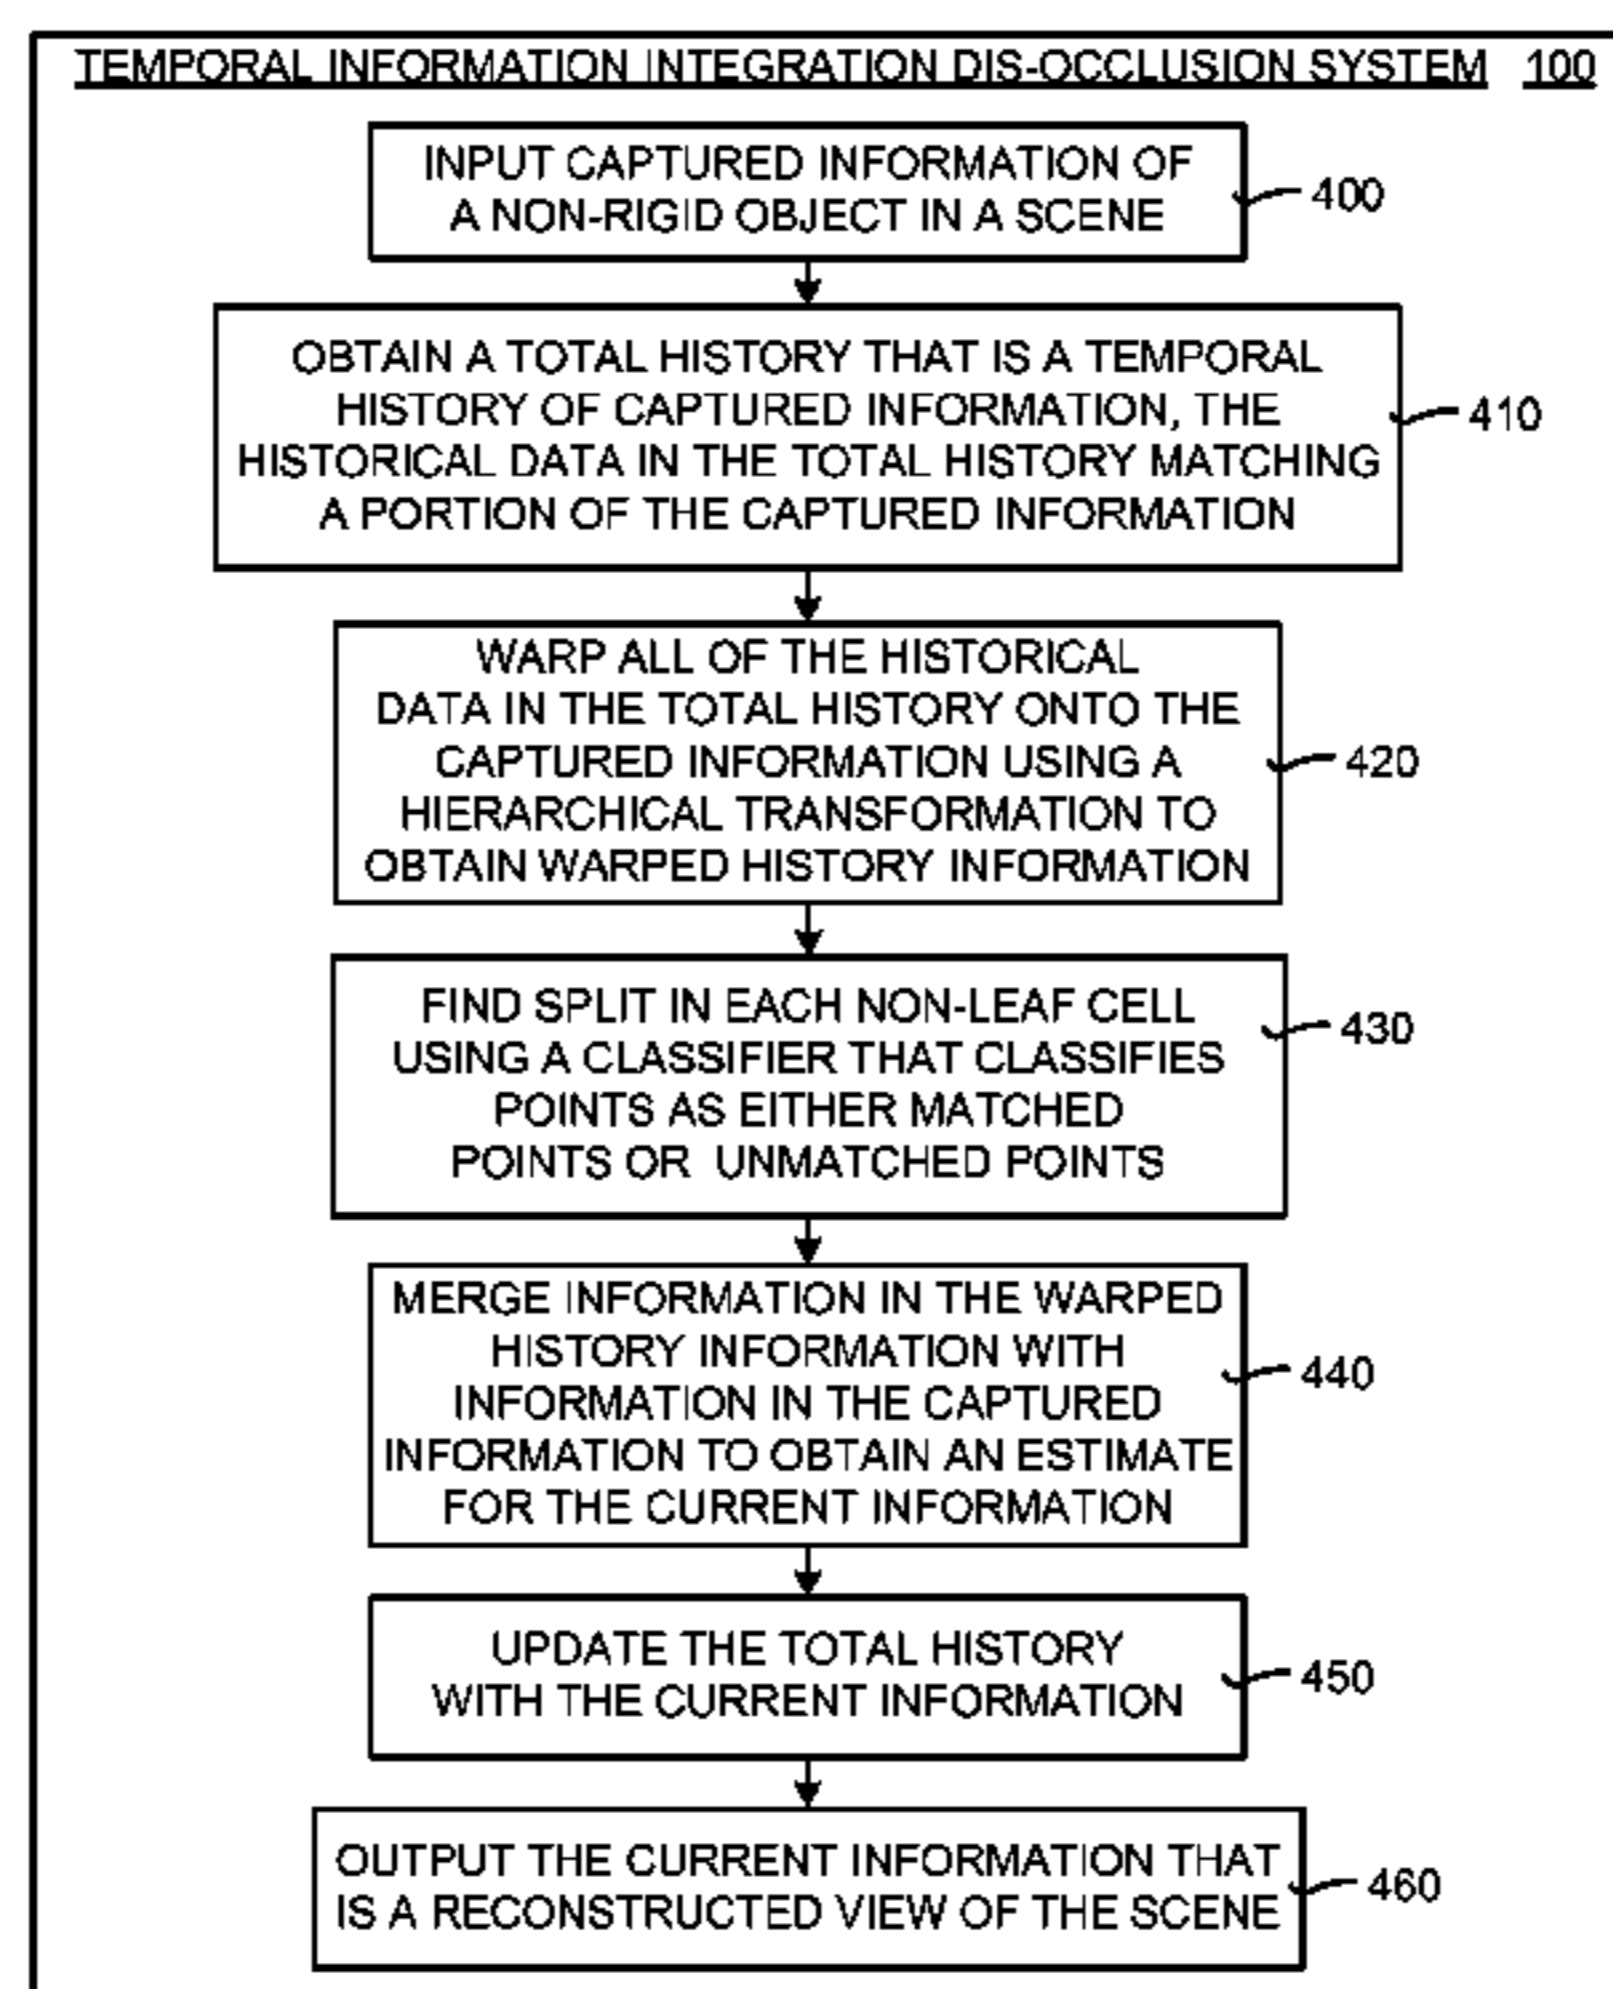 TEMPORAL INFORMATION INTEGRATION DIS-OCCLUSION SYSTEM 100
INPUT CAPTURED INFORMATION OF
A NON-RIGID OBJECT IN A SCENE
400
OBTAIN A TOTAL HISTORY THAT IS A TEMPORAL
HISTORY OF CAPTURED INFORMATION, THE
HISTORICAL DATA IN THE TOTAL HISTORY MATCHING
A PORTION OF THE CAPTURED INFORMATION
410
WARP ALL OF THE HISTORICAL
DATA IN THE TOTAL HISTORY ONTO THE
CAPTURED INFORMATION USING A
HIERARCHICAL TRANSFORMATION TO
OBTAIN WARPED HISTORY INFORMATION
420
FIND SPLIT IN EACH NON-LEAF CELL
USING A CLASSIFIER THAT CLASSIFIES
POINTS AS EITHER MATCHED
POINTS OR UNMATCHED POINTS
430
MERGE INFORMATION IN THE WARPED
HISTORY INFORMATION WITH
INFORMATION IN THE CAPTURED
INFORMATION TO OBTAIN AN ESTIMATE
FOR THE CURRENT INFORMATION
440
UPDATE THE TOTAL HISTORY
WITH THE CURRENT INFORMATION
450
OUTPUT THE CURRENT INFORMATION THAT
IS A RECONSTRUCTED VIEW OF THE SCENE
460